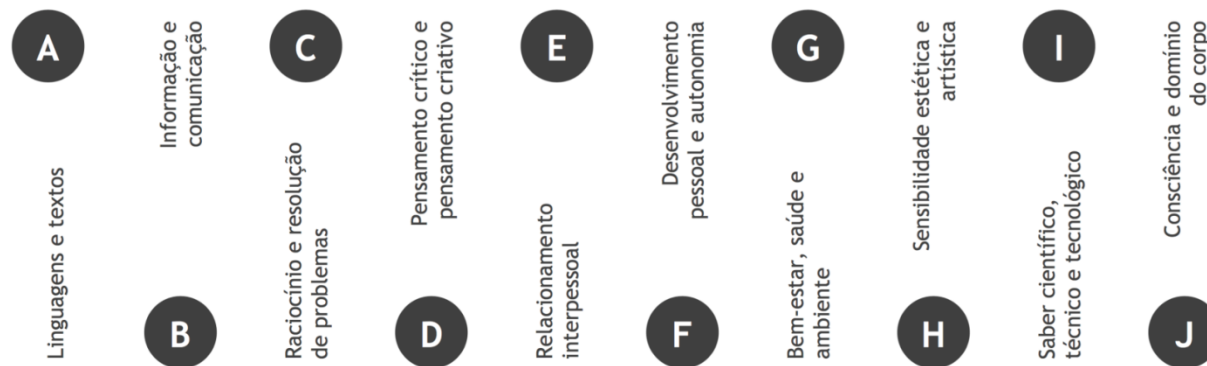 A
Linguagens e textos
Informação e
comunicação
B
C
Raciocínio e resolução
de problemas
Pensamento crítico e
pensamento criativo
D
E
Relacionamento
interpessoal
Desenvolvimento
pessoal e autonomia
F
G
Bem-estar, saúde e
ambiente
Sensibilidade estética e
artística
H
I
Saber científico,
técnico e tecnológico
Consciência e domínio
do corpo
J